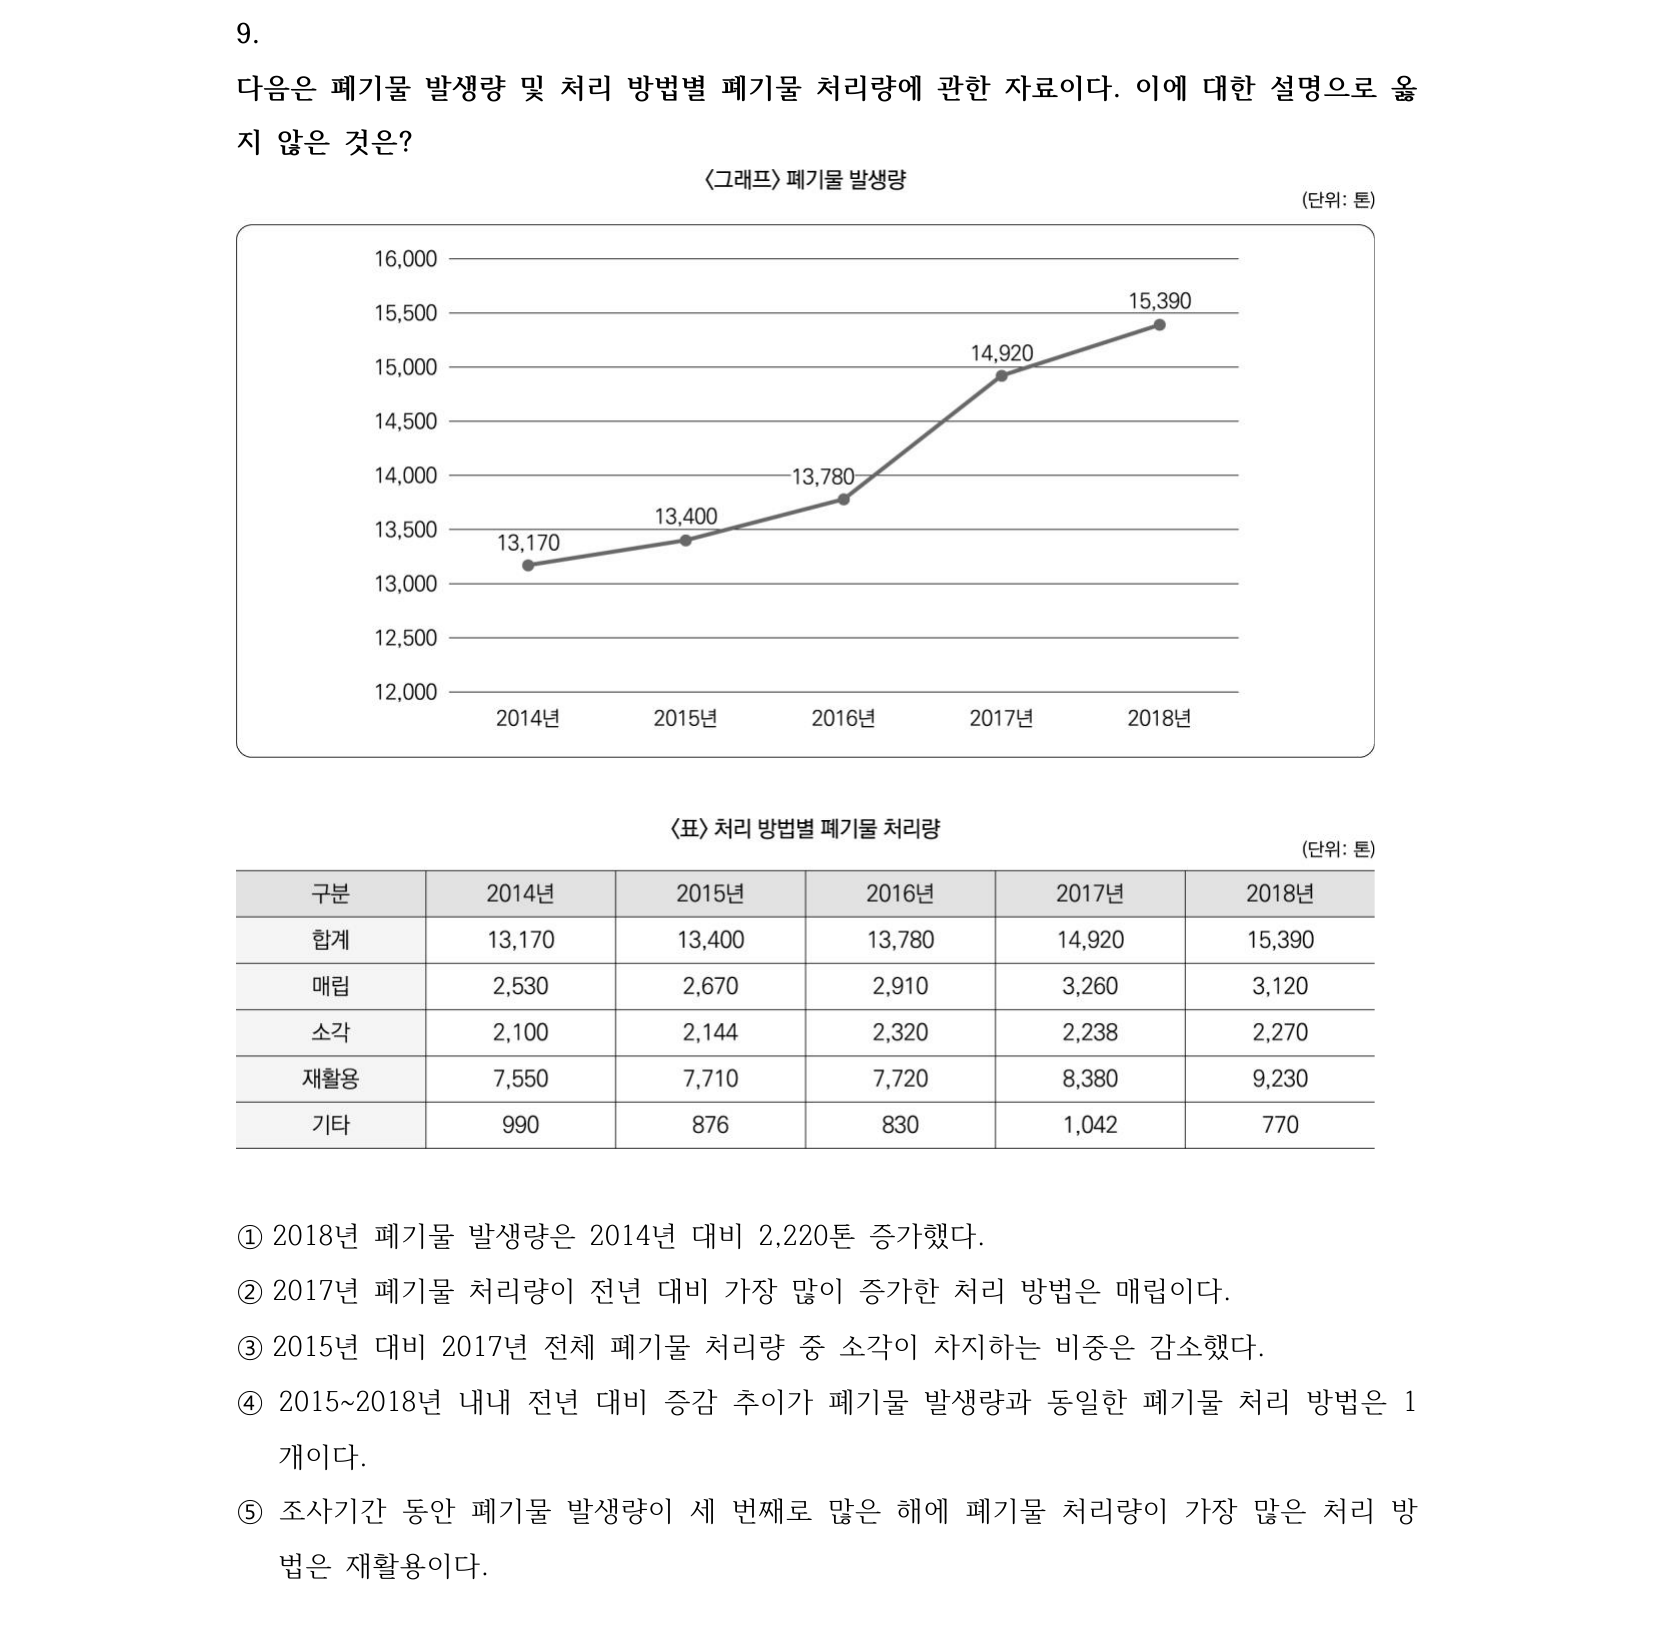 9.
다음은 폐기물 발생량 및 처리 방법별 폐기물 처리량에 관한 자료이다. 이에 대한 설명으로 옳
지 않은 것은?
〈그래프〉 폐기물 발생량
(단위: 톤)
16,000
15,500
15,000
14,500
14,000
13,500
13,000
12,500
12,000
13,170
13,400
13,780
14,920
15,390
2014년 2015년 2016년 2017년 2018년
〈표〉 처리 방법별 폐기물 처리량
(단위: 톤)
구분 2014년 2015년 2016년 2017년 2018년
합계 13,170 13,400 13,780 14,920 15,390
매립 2,530 2,670 2,910 3,260 3,120
소각 2,100 2,144 2,320 2,238 2,270
재활용 7,550 7,710 7,720 8,380 9,230
기타 990 876 830 1,042 770
① 2018년 폐기물 발생량은 2014년 대비 2,220톤 증가했다.
② 2017년 폐기물 처리량이 전년 대비 가장 많이 증가한 처리 방법은 매립이다.
③ 2015년 대비 2017년 전체 폐기물 처리량 중 소각이 차지하는 비중은 감소했다.
④ 2015~2018년 내내 전년 대비 증감 추이가 폐기물 발생량과 동일한 폐기물 처리 방법은 1
개이다.
⑤ 조사기간 동안 폐기물 발생량이 세 번째로 많은 해에 폐기물 처리량이 가장 많은 처리 방
법은 재활용이다.